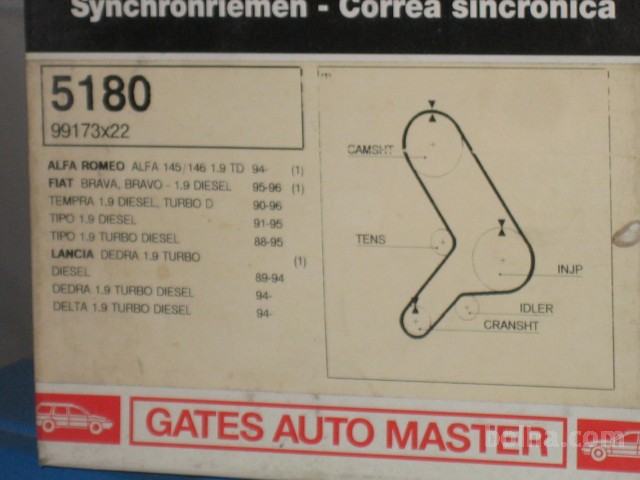 Synchronriemen - Correa sincrónica
5180
99173x22
ALFA ROMEO ALFA 145/146 1.9 TD 94- (1)
FIAT BRAVA, BRAVO - 1.9 DIESEL 95-96 (1)
TEMPRA 1.9 DIESEL, TURBO D 90-96
TIPO 1.9 DIESEL 91-95
TIPO 1.9 TURBO DIESEL 88-95
LANCIA DEDRA 1.9 TURBO (1)
DIESEL 89-94
DEDRA 1.9 TURBO DIESEL 94-
DELTA 1.9 TURBO DIESEL 94-
CAMSHT
TENS
INJP
IDLER
CRANSHT
GATES AUTO MASTER
bolha.com